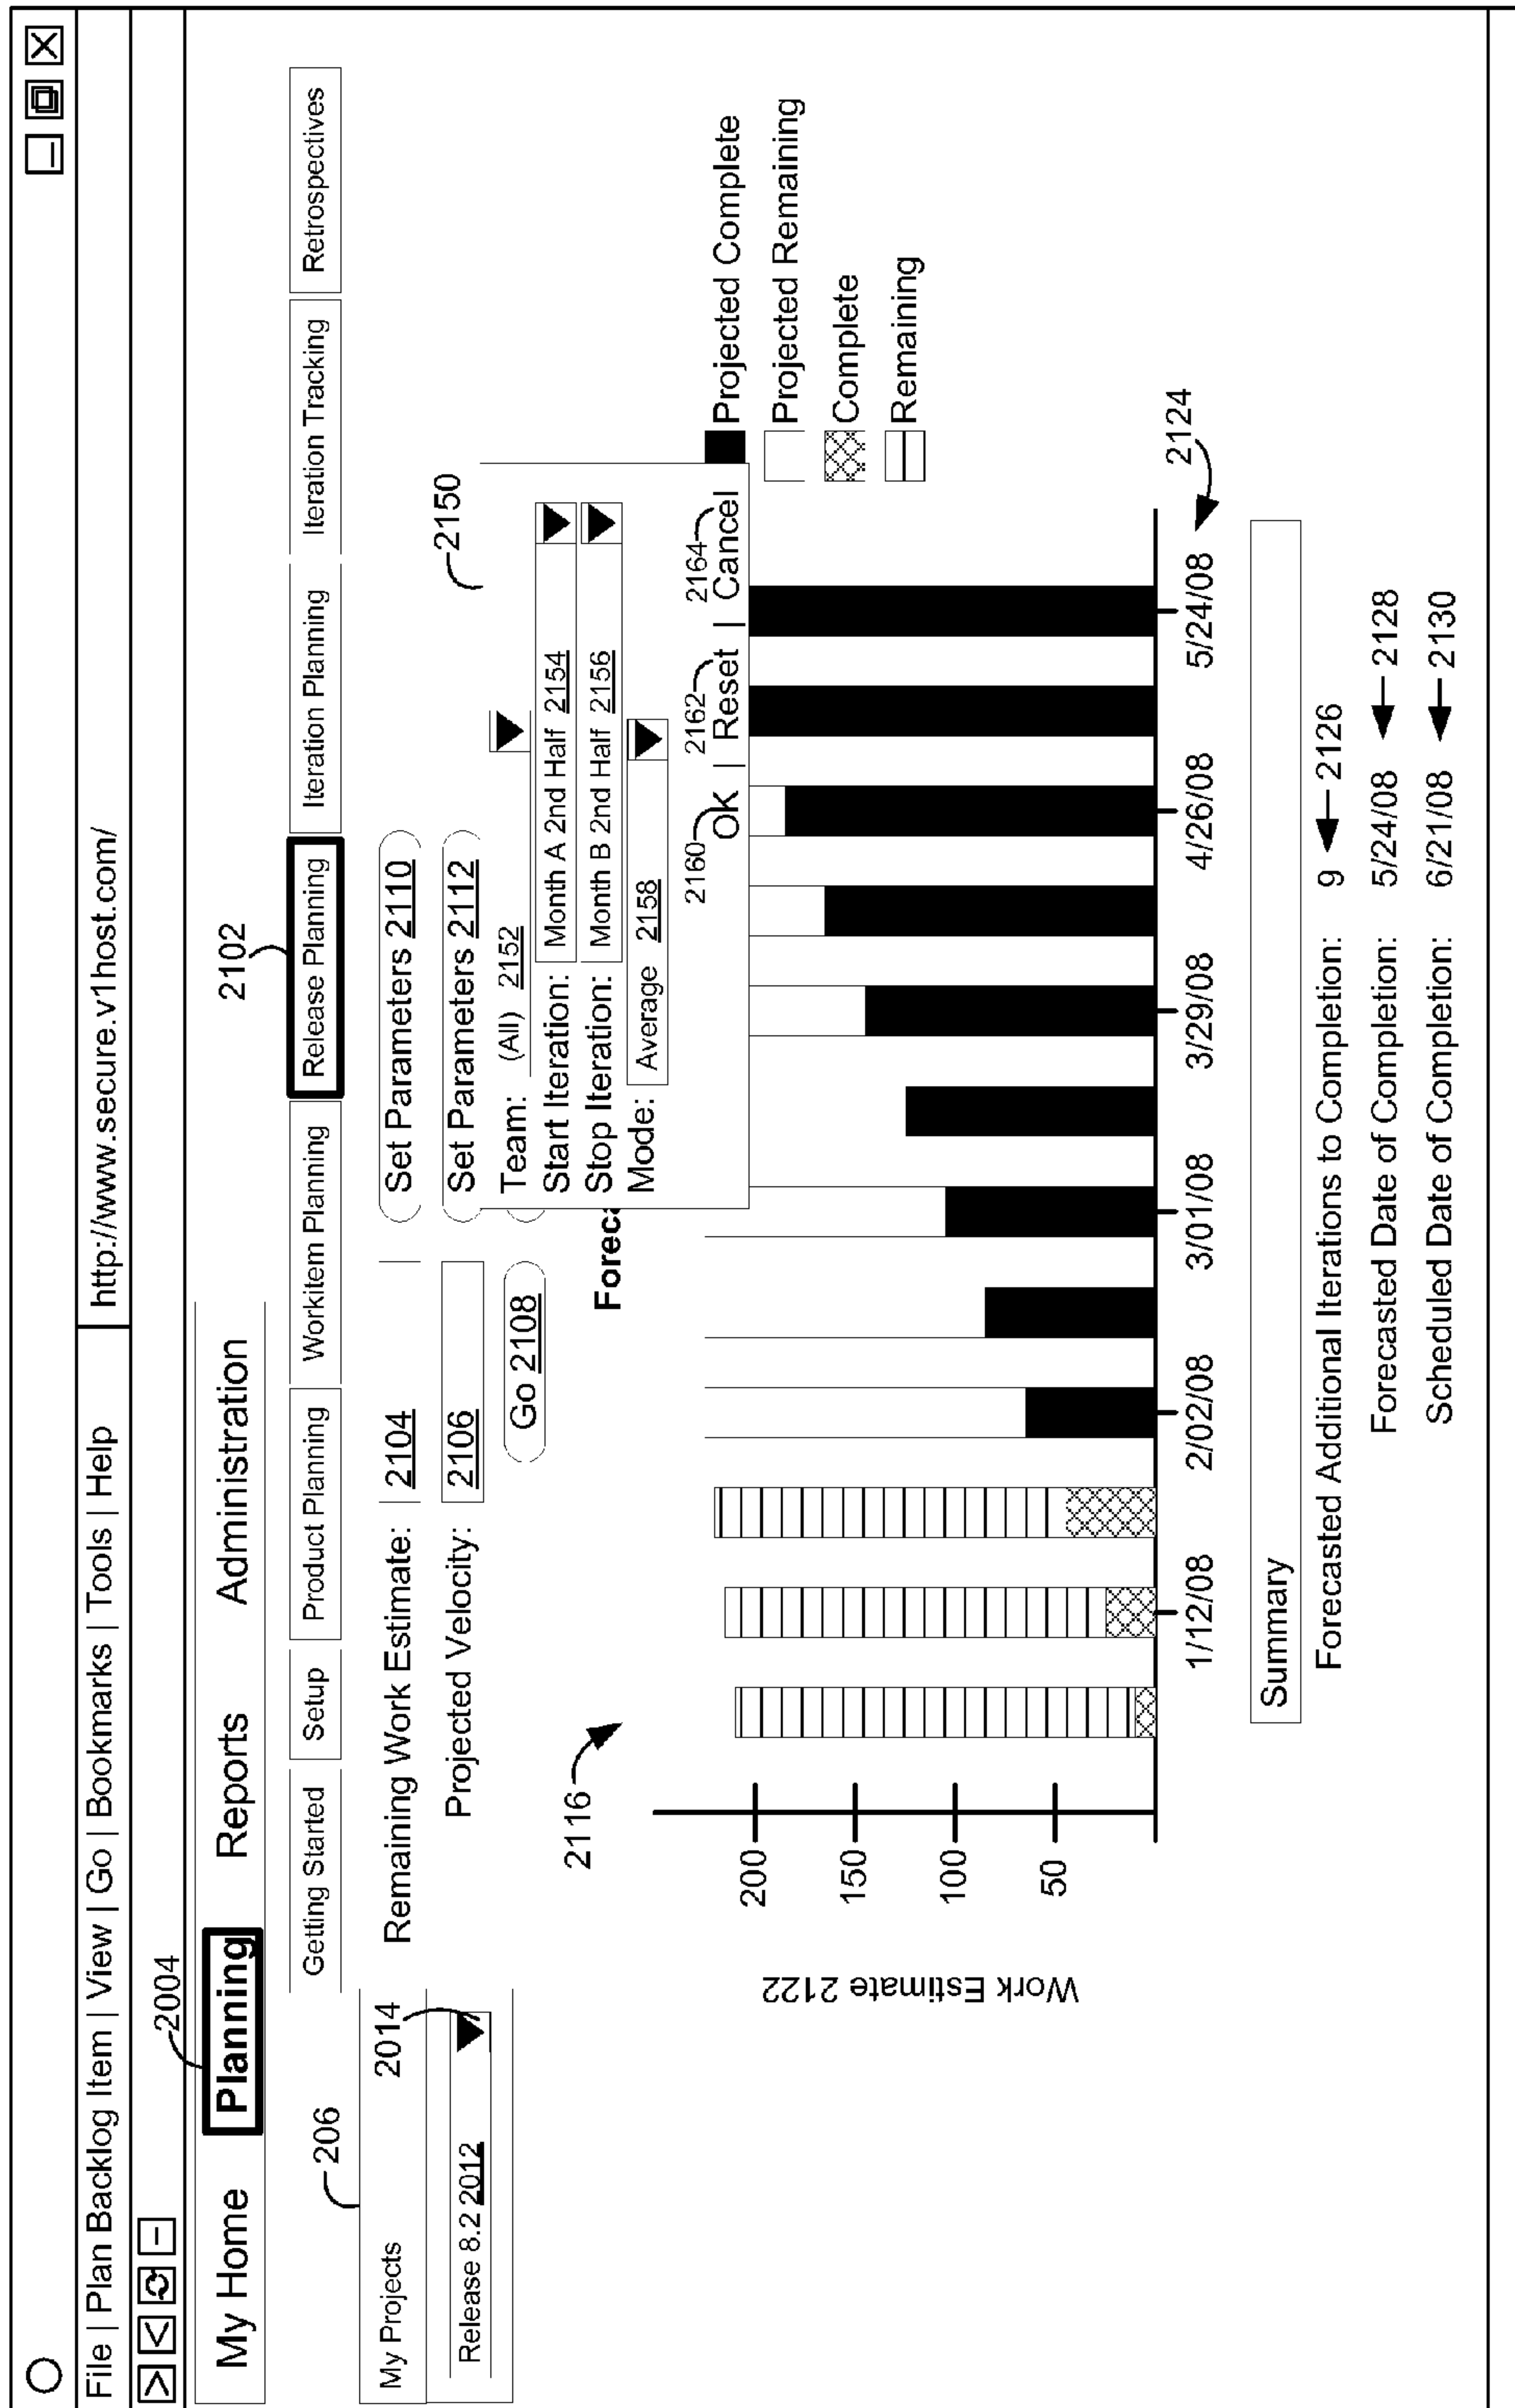 File | Plan Backlog Item | View | Go | Bookmarks | Tools | Help
http://www.secure.v1host.com/
2004
My Home
Planning
Reports
Administration
2102
Getting Started
Setup
Product Planning
Workitem Planning
Release Planning
Iteration Planning
Iteration Tracking
Retrospectives
206
My Projects
2014
Release 8.2 2012
Remaining Work Estimate: 2104
Set Parameters 2110
Projected Velocity: 2106
Set Parameters 2112
Go 2108
2150
Team: (All) 2152
Start Iteration: Month A 2nd Half 2154
Stop Iteration: Month B 2nd Half 2156
Mode: Average 2158
2160
2162
2164
OK | Reset | Cancel
2116
Foreca
Projected Complete
Projected Remaining
Complete
Remaining
Work Estimate 2122
200
150
100
50
1/12/08
2/02/08
3/01/08
3/29/08
4/26/08
5/24/08
2124
Summary
Forecasted Additional Iterations to Completion: 9 2126
Forecasted Date of Completion: 5/24/08 2128
Scheduled Date of Completion: 6/21/08 2130